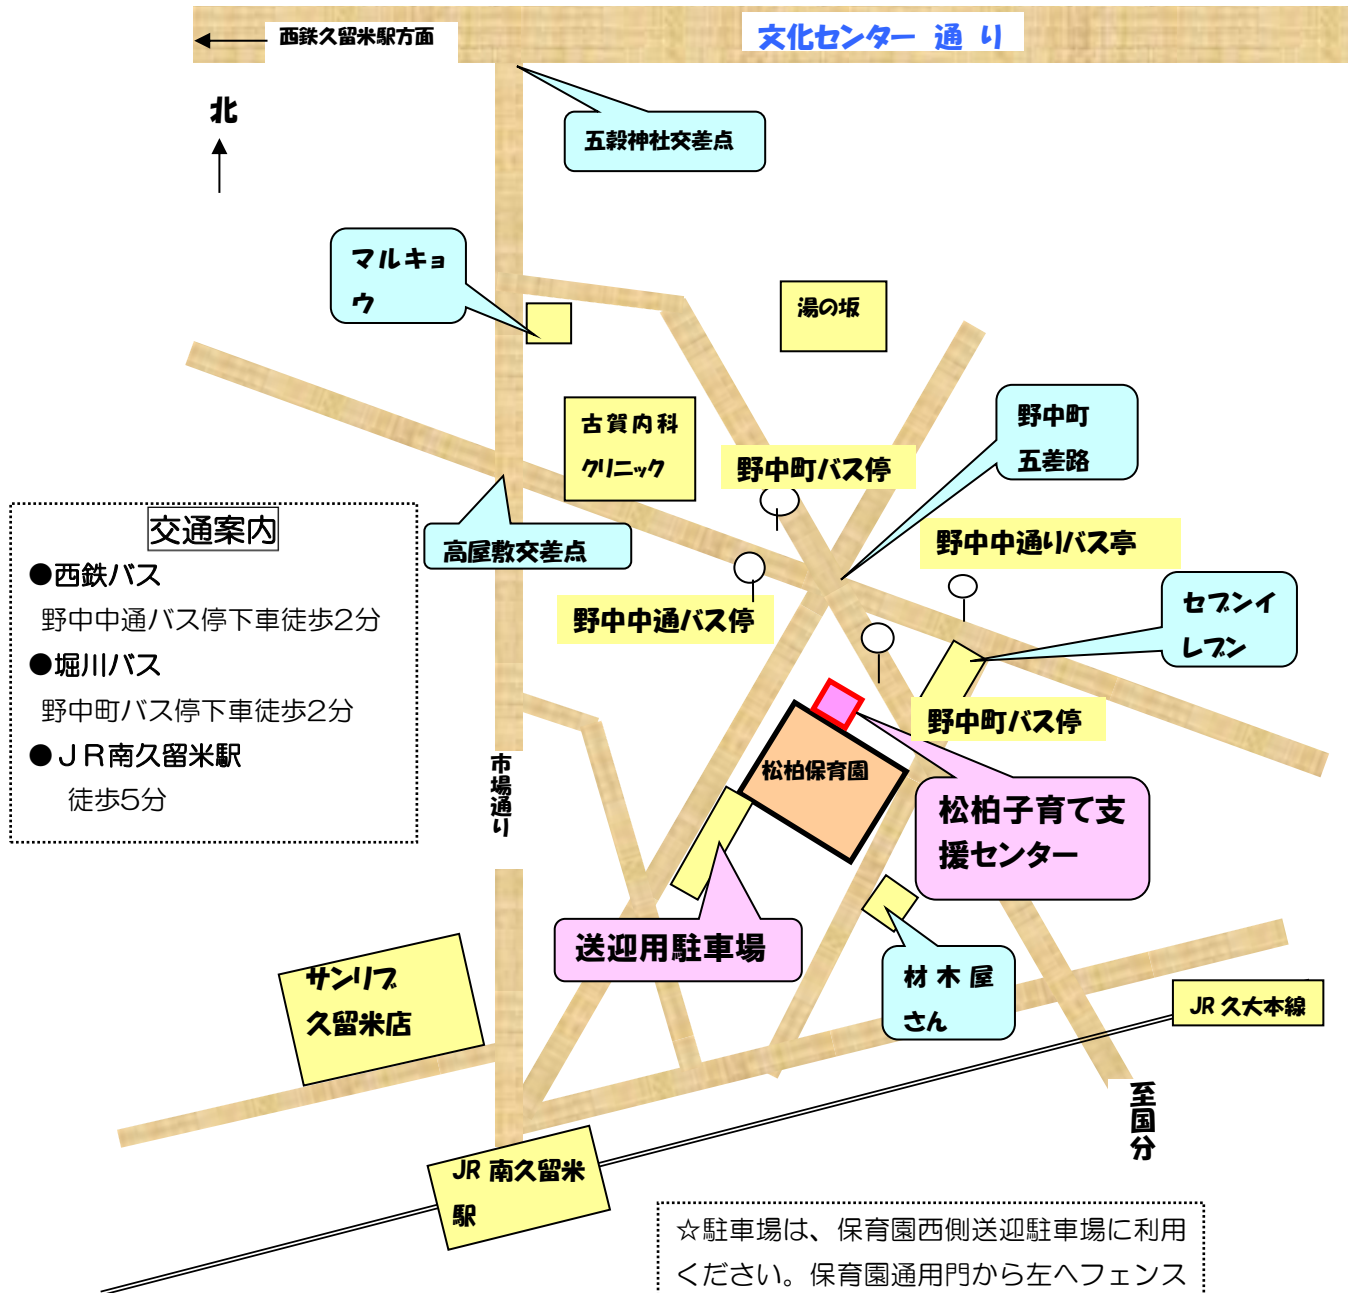 西鉄久留米駅方面
文化センター 通 り
北
五穀神社交差点
マルキョ
ウ
湯の坂
古賀内科
クリニック
野中町
五差路
野中町バス停
野中中通りバス亭
高屋敷交差点
交通案内
●西鉄バス
野中中通バス停下車徒歩2分
●堀川バス
野中町バス停下車徒歩2分
●ＪＲ南久留米駅
徒歩5分
野中中通バス停
セブンイ
レブン
野中町バス停
市場通り
松柏保育園
松柏子育て支
援センター
送迎用駐車場
材 木 屋
さん
サンリブ
久留米店
JR 久大本線
至国分
JR 南久留米
駅
☆駐車場は、保育園西側送迎駐車場に利用
ください。保育園通用門から左へフェンス